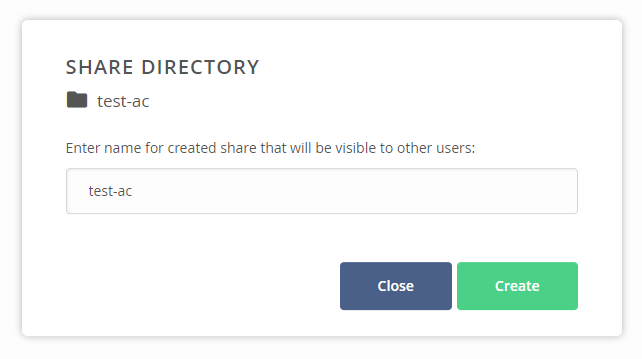 SHARE DIRECTORY
test-ac
Enter name for created share that will be visible to other users:
test-ac
Close Create